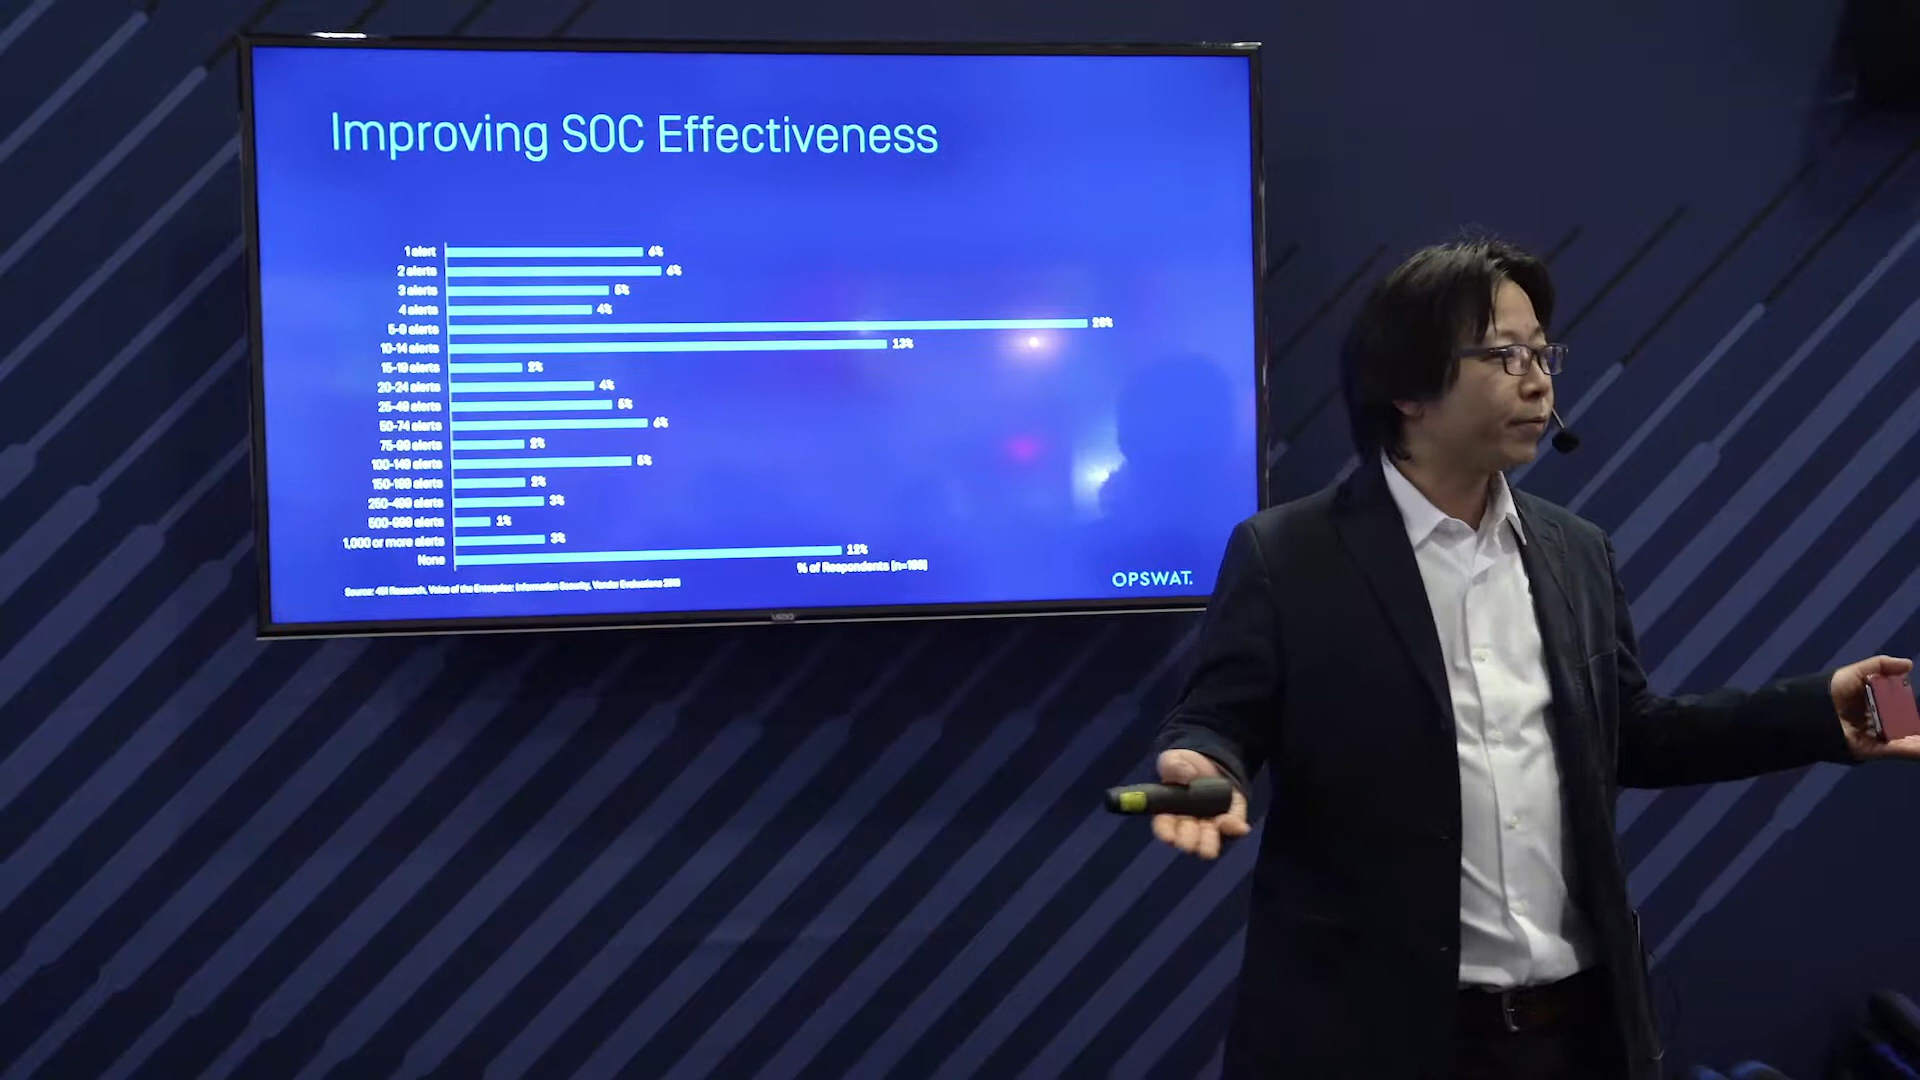 Improving SOC Effectiveness
1 alert 6%
2 alerts 6%
3 alerts 5%
4 alerts 4%
5-9 alerts 20%
10-14 alerts 13%
15-19 alerts 2%
20-24 alerts 4%
25-49 alerts 5%
50-74 alerts 6%
75-99 alerts 2%
100-149 alerts 5%
150-199 alerts 2%
250-499 alerts 3%
500-999 alerts 1%
1,000 or more alerts 3%
None 12%
% of Respondents
Source: 451 Research, Voice of the Enterprise: Information Security, Vendor Evaluations
OPSWAT.
VIZIO